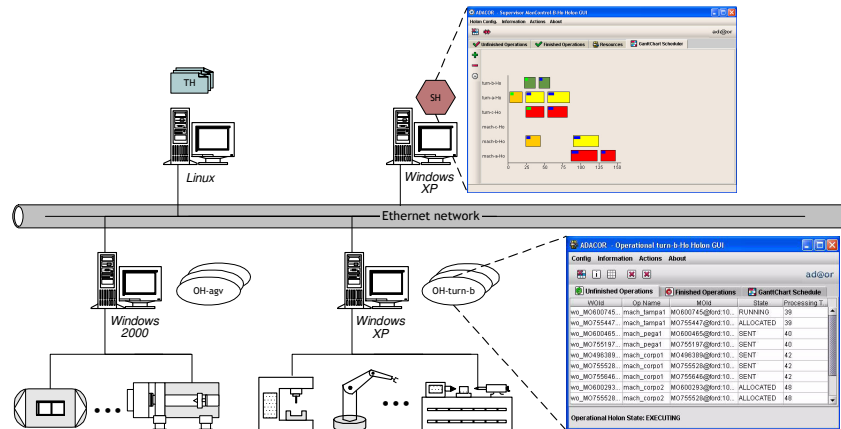 ADACOR - Supervisor ManControl B-Ho Holon GUI
Holon Config. Information Actions About
ad@or
Unfinished Operations Finished Operations Resources GanttChart Scheduler
turn-b-Ho
turn-a-Ho
turn-c-Ho
mach-c-Ho
mach-b-Ho
mach-a-Ho
0 25 50 75 100 125 150
TH
SH
Linux
Windows
XP
Ethernet network
OH-agv
OH-turn-b
Windows
2000
Windows
XP
ADACOR - Operational turn-b-Ho Holon GUI
Config Information Actions About
ad@or
Unfinished Operations Finished Operations GanttChart Schedule
WOId Op Name MOId State Processing T...
wo_MO600745... mach_tampa1 MO600745@ford:10... RUNNING 39
wo_MO755447... mach_tampa1 MO755447@ford:10... ALLOCATED 39
wo_MO600465... mach_pega1 MO600465@ford:10... SENT 40
wo_MO755197... mach_pega1 MO755197@ford:10... SENT 40
wo_MO496389... mach_corpo1 MO496389@ford:10... SENT 42
wo_MO755528... mach_corpo1 MO755528@ford:10... SENT 42
wo_MO755646... mach_corpo1 MO755646@ford:10... SENT 42
wo_MO600293... mach_corpo2 MO600293@ford:10... ALLOCATED 48
wo_MO755528... mach_corpo2 MO755528@ford:10... ALLOCATED 48
Operational Holon State: EXECUTING